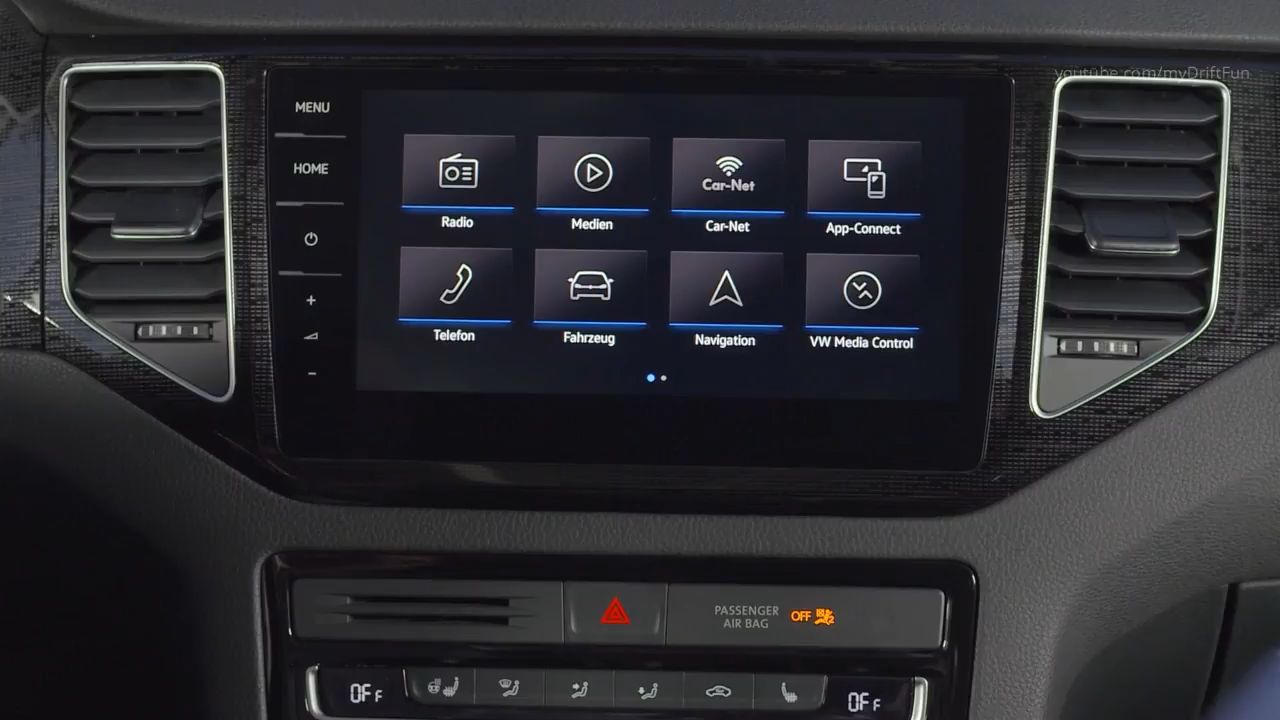 youtube.com/myDriftFun
MENU
HOME
Car-Net
Radio
Medien
Car-Net
App-Connect
Telefon
Fahrzeug
Navigation
VW Media Control
PASSENGER
AIR BAG
OFF
OFF
OFF